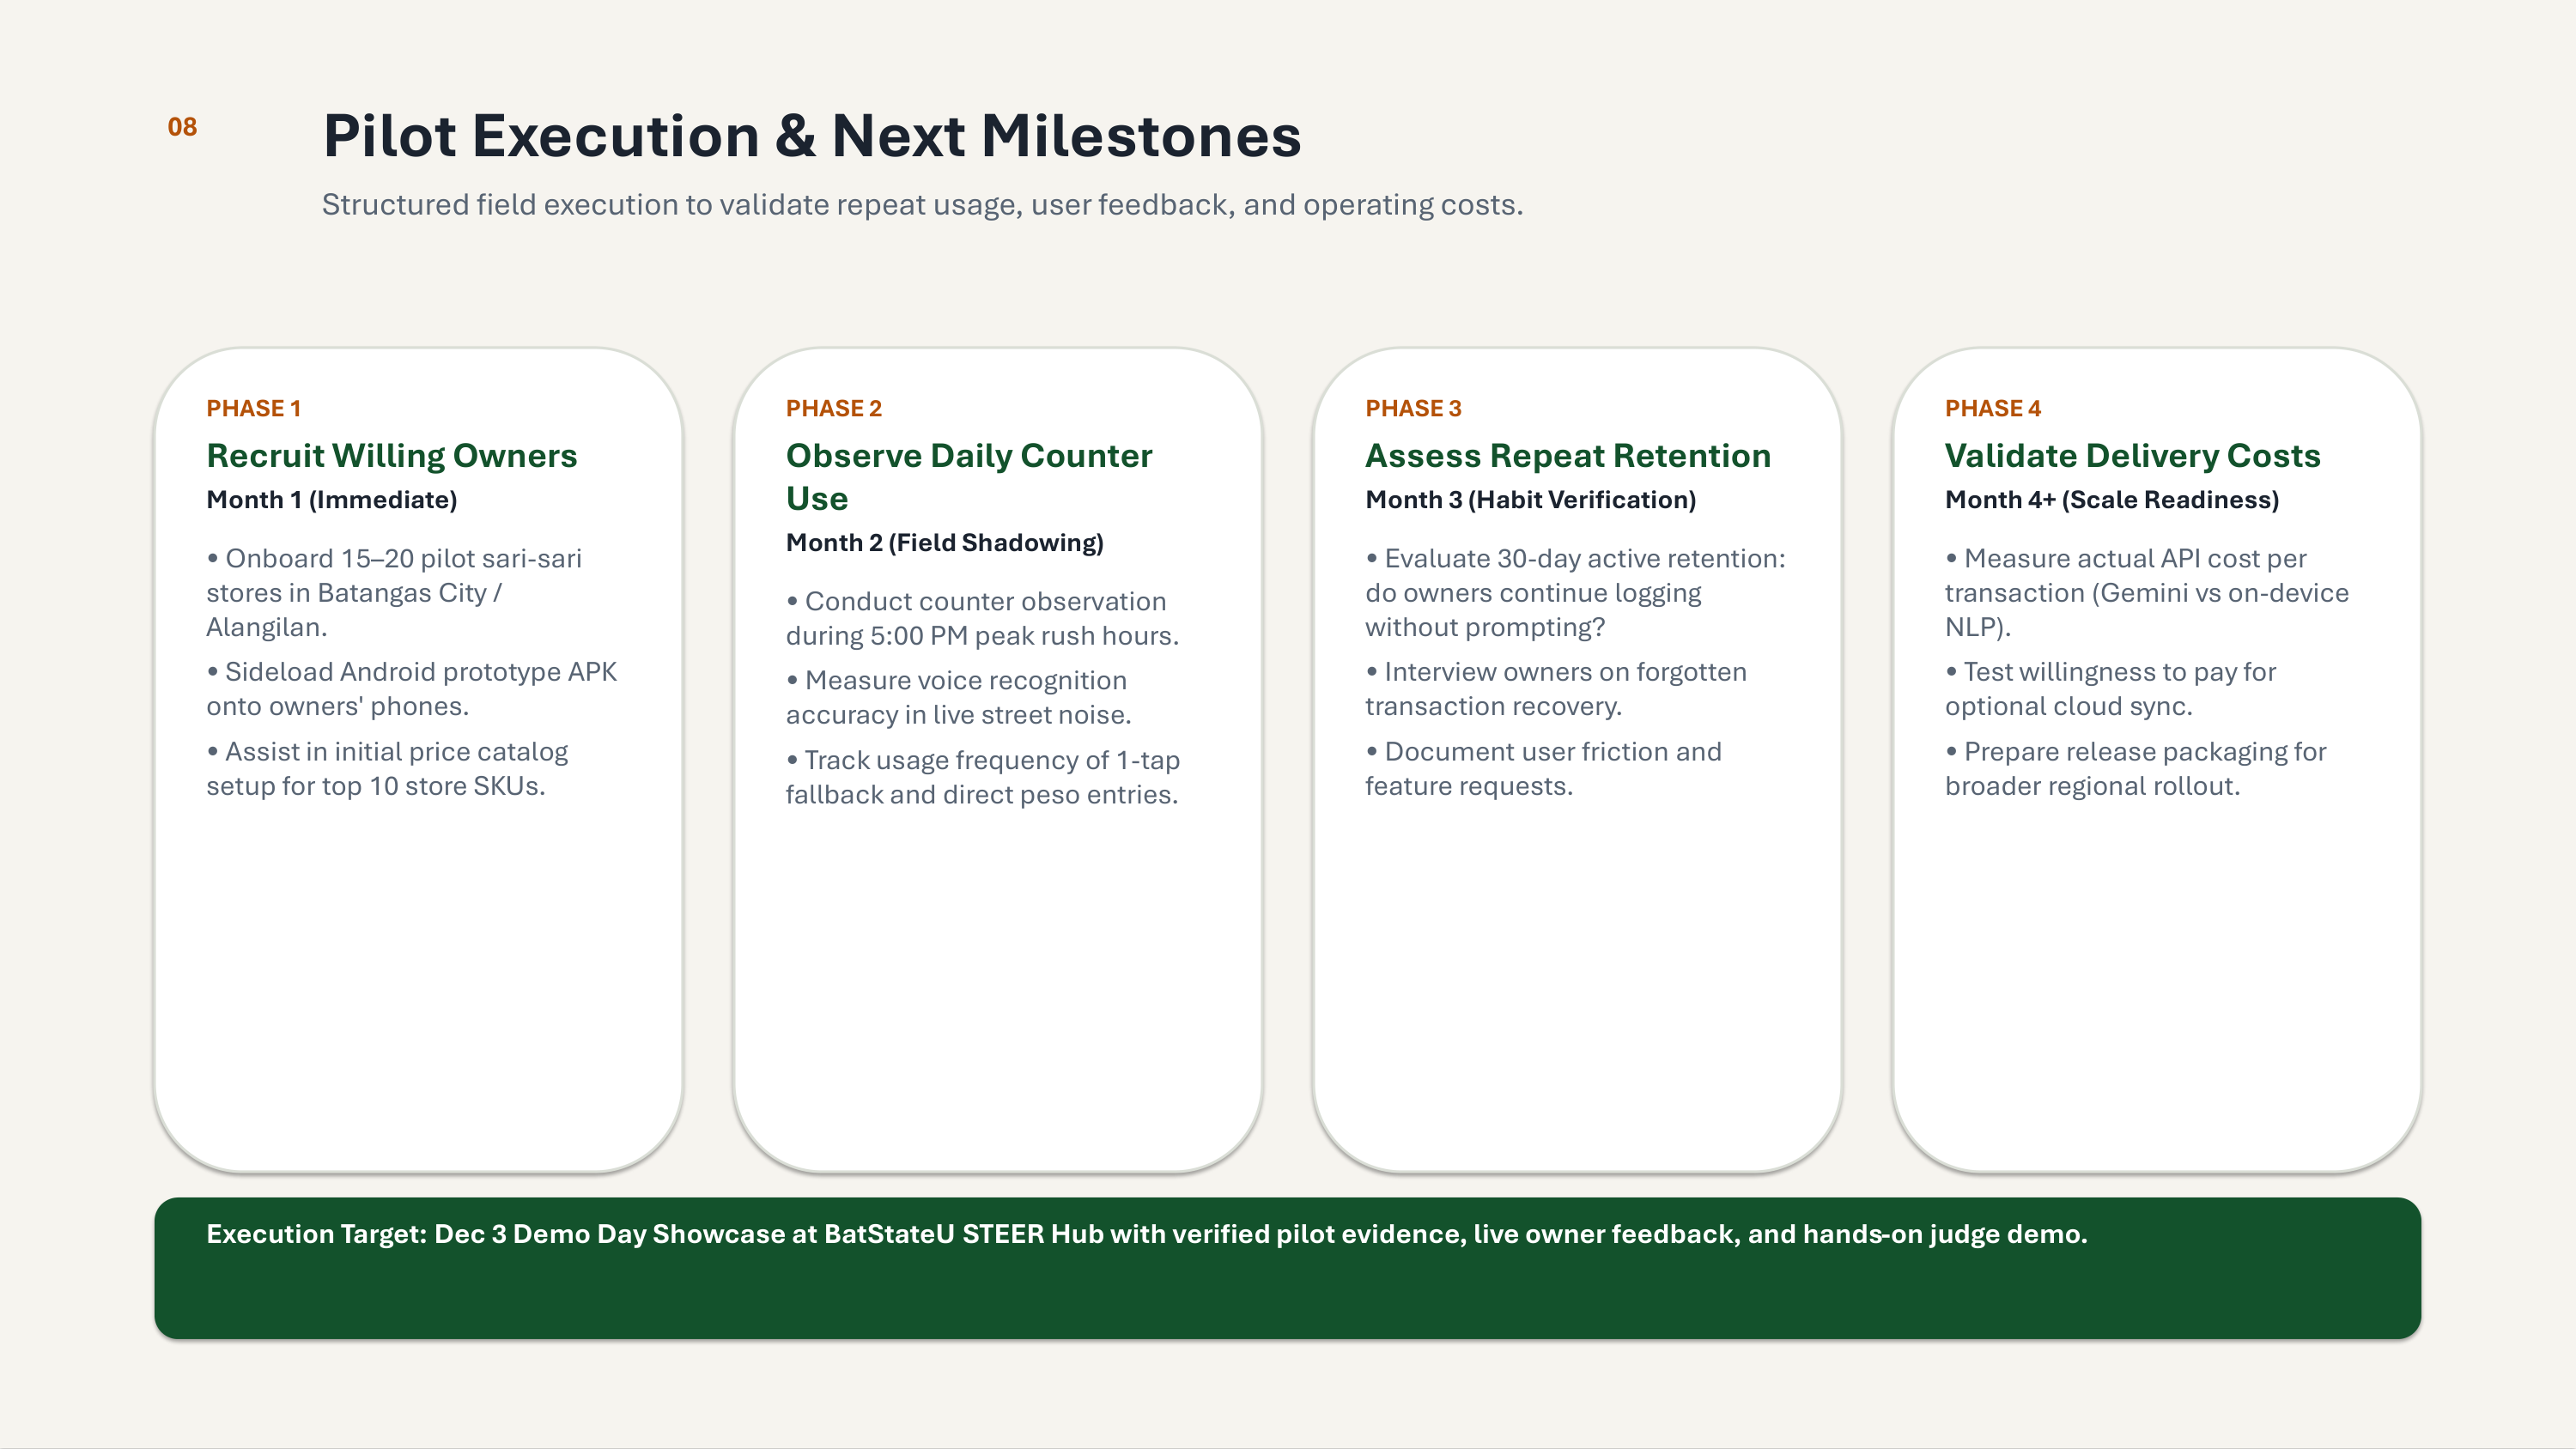 08
Pilot Execution & Next Milestones
Structured field execution to validate repeat usage, user feedback, and operating costs.
PHASE 1
Recruit Willing Owners
Month 1 (Immediate)
• Onboard 15–20 pilot sari-sari
stores in Batangas City /
Alangilan.
• Sideload Android prototype APK
onto owners' phones.
• Assist in initial price catalog
setup for top 10 store SKUs.
PHASE 2
Observe Daily Counter
Use
Month 2 (Field Shadowing)
• Conduct counter observation
during 5:00 PM peak rush hours.
• Measure voice recognition
accuracy in live street noise.
• Track usage frequency of 1-tap
fallback and direct peso entries.
PHASE 3
Assess Repeat Retention
Month 3 (Habit Verification)
• Evaluate 30-day active retention:
do owners continue logging
without prompting?
• Interview owners on forgotten
transaction recovery.
• Document user friction and
feature requests.
PHASE 4
Validate Delivery Costs
Month 4+ (Scale Readiness)
• Measure actual API cost per
transaction (Gemini vs on-device
NLP).
• Test willingness to pay for
optional cloud sync.
• Prepare release packaging for
broader regional rollout.
Execution Target: Dec 3 Demo Day Showcase at BatStateU STEER Hub with verified pilot evidence, live owner feedback, and hands-on judge demo.